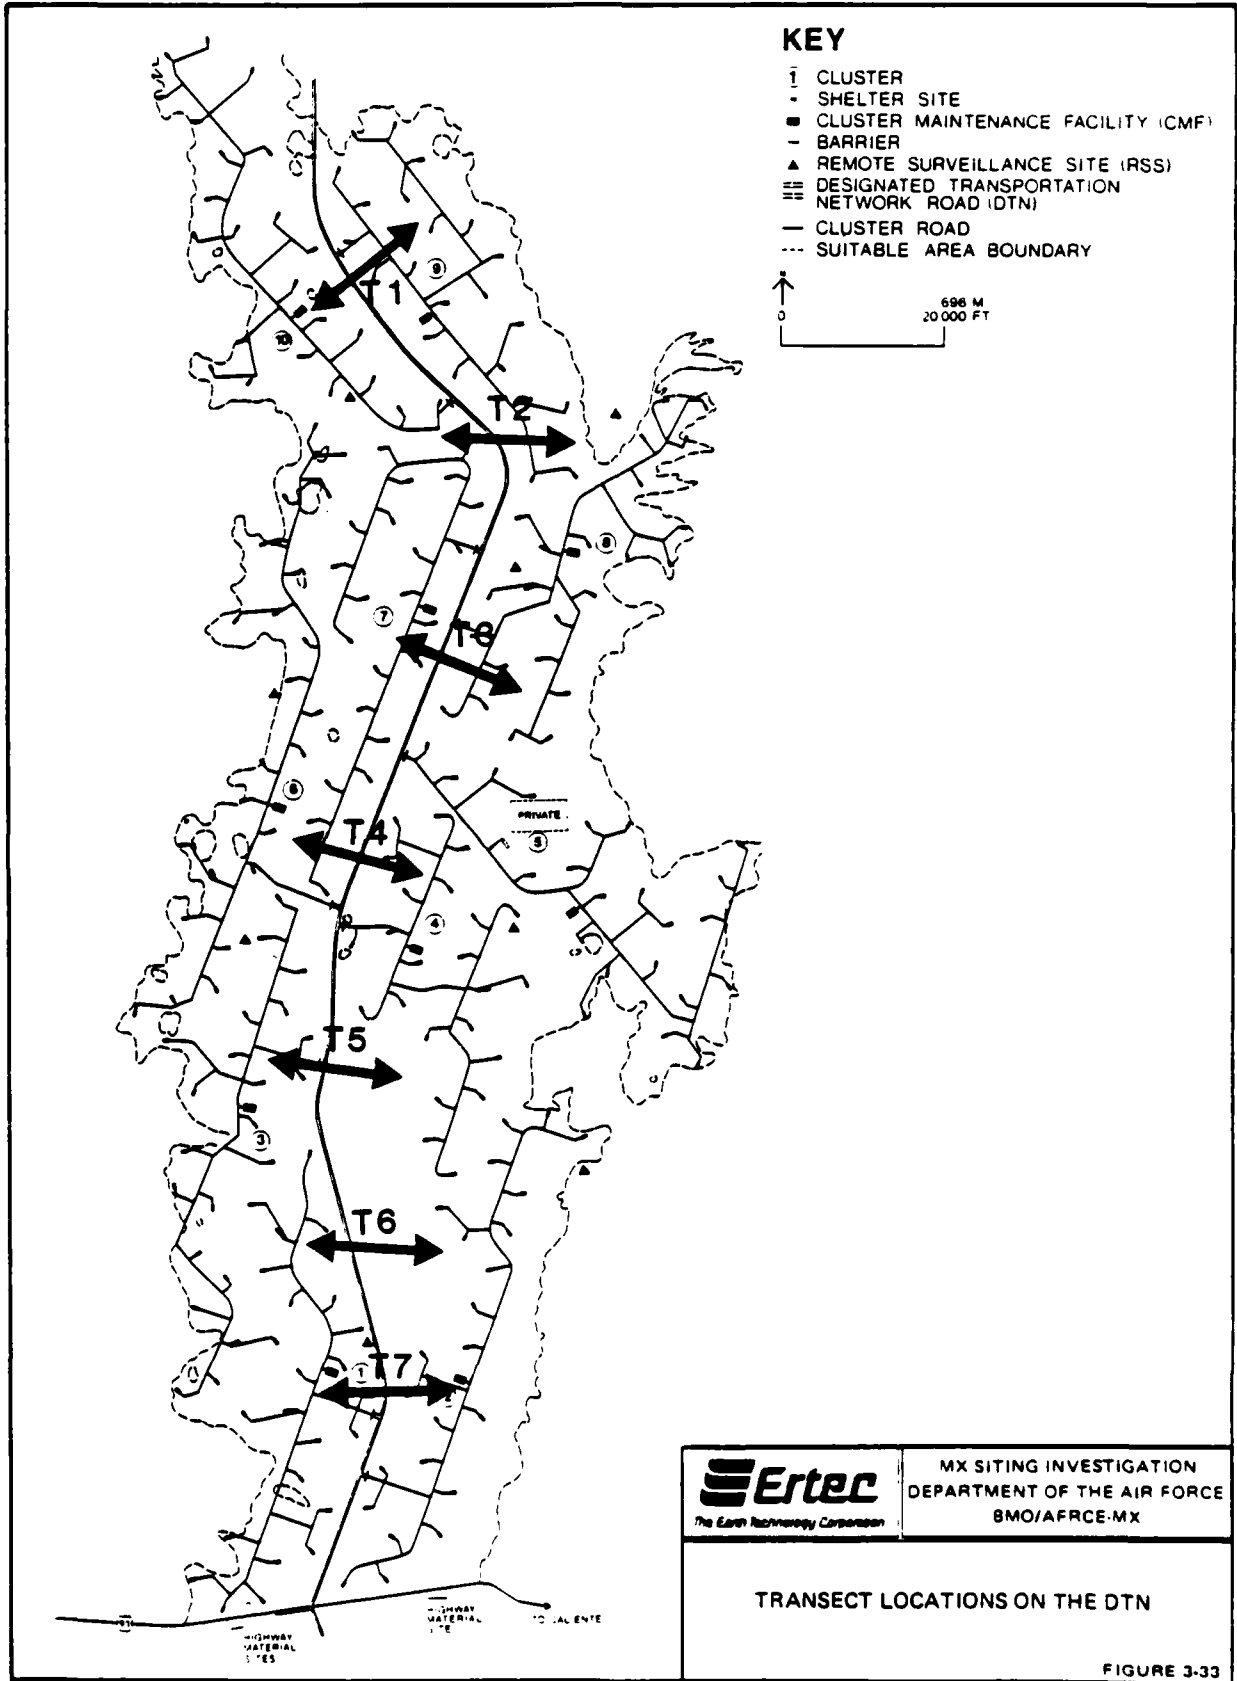 KEY
1 CLUSTER
SHELTER SITE
CLUSTER MAINTENANCE FACILITY (CMF)
BARRIER
REMOTE SURVEILLANCE SITE (RSS)
DESIGNATED TRANSPORTATION
NETWORK ROAD (DTN)
CLUSTER ROAD
SUITABLE AREA BOUNDARY
N
0
696 M
20 000 FT
9
T1
10
T2
8
7
T3
6
PRIVATE
T4
5
4
T5
3
T6
1
T7
HIGHWAY
MATERIAL
HIGHWAY
MATERIAL
Ertec
The Earth Technology Corporation
MX SITING INVESTIGATION
DEPARTMENT OF THE AIR FORCE
BMO/AFRCE-MX
TRANSECT LOCATIONS ON THE DTN
FIGURE 3-33